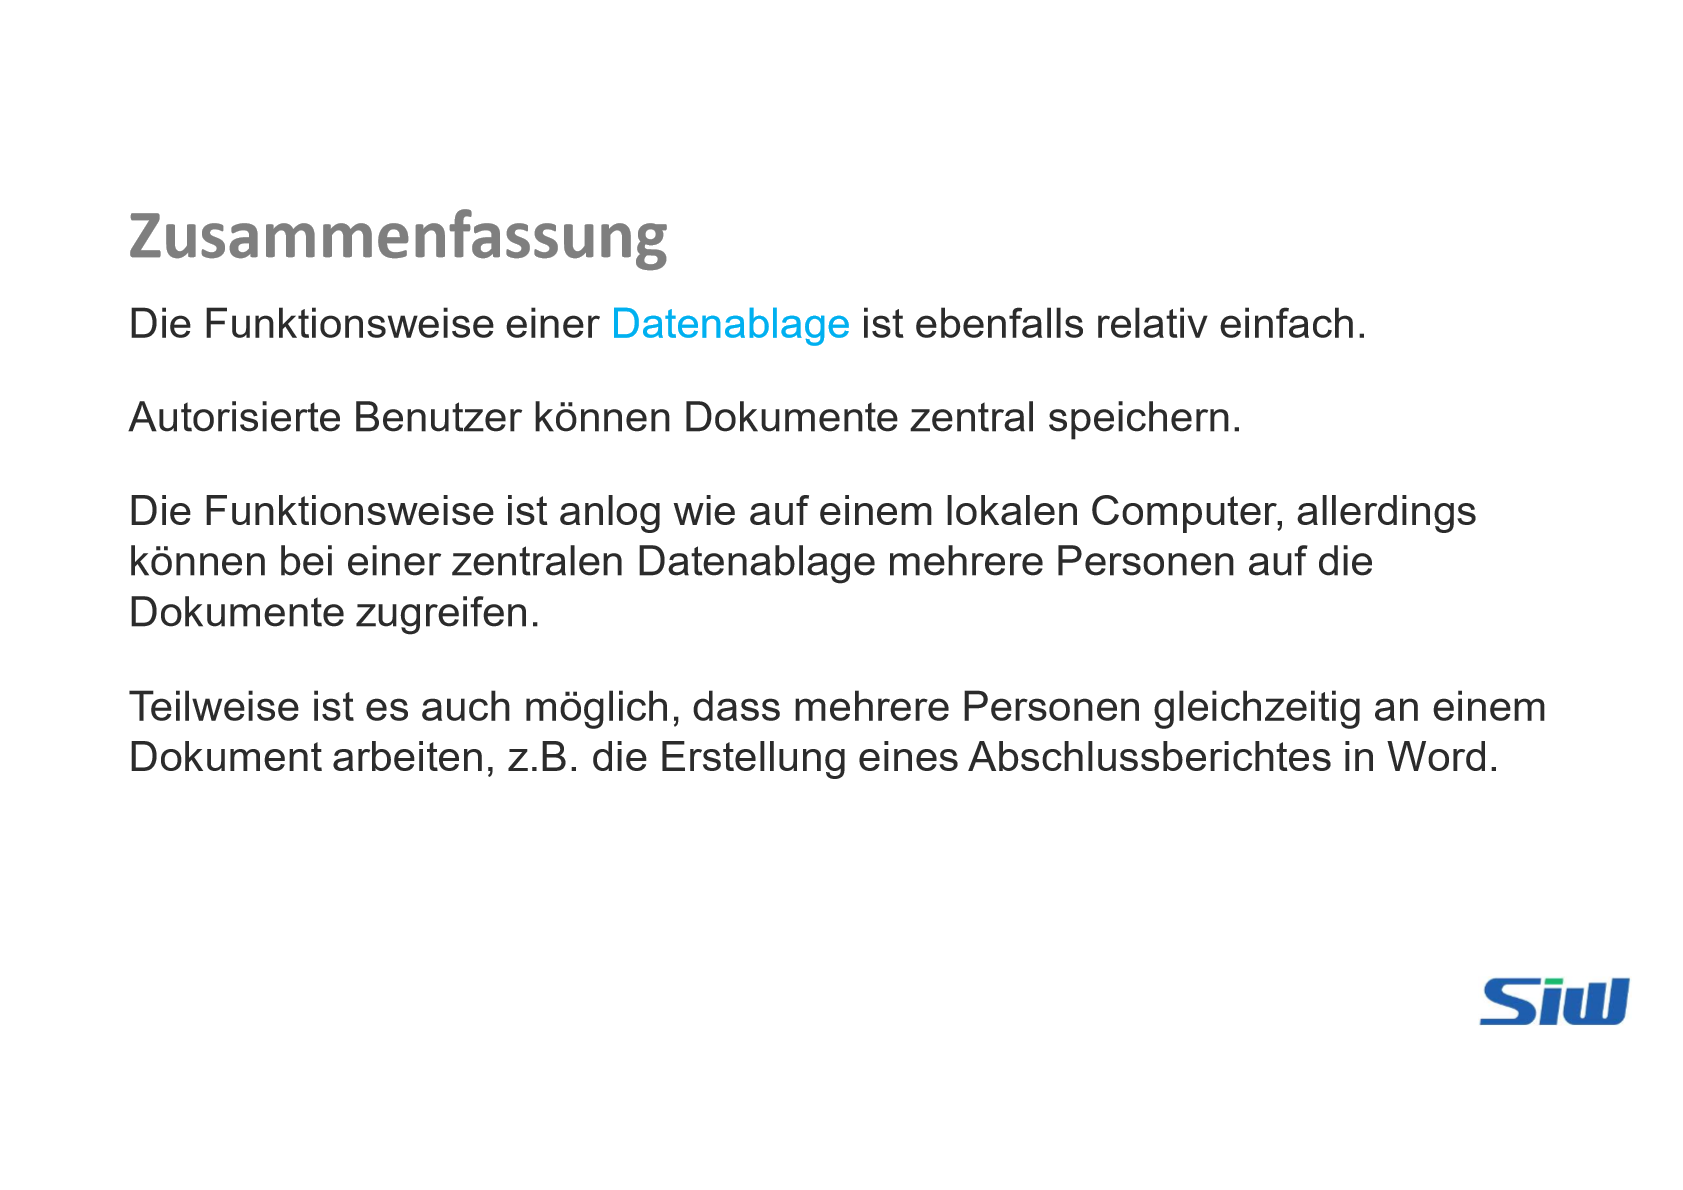 Zusammenfassung
Die Funktionsweise einer Datenablage ist ebenfalls relativ einfach.
Autorisierte Benutzer können Dokumente zentral speichern.
Die Funktionsweise ist anlog wie auf einem lokalen Computer, allerdings
können bei einer zentralen Datenablage mehrere Personen auf die
Dokumente zugreifen.
Teilweise ist es auch möglich, dass mehrere Personen gleichzeitig an einem
Dokument arbeiten, z.B. die Erstellung eines Abschlussberichtes in Word.
Siw